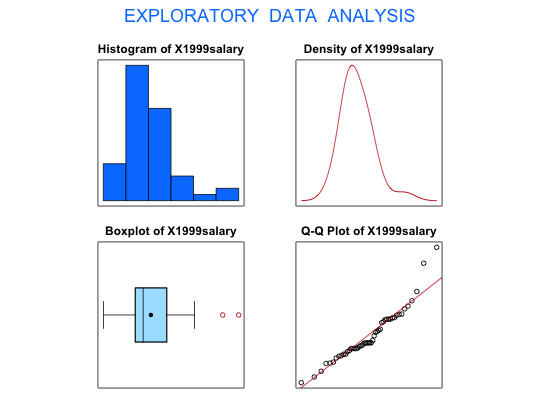 EXPLORATORY DATA ANALYSIS
Histogram of X1999salary
Density of X1999salary
Boxplot of X1999salary
Q-Q Plot of X1999salary